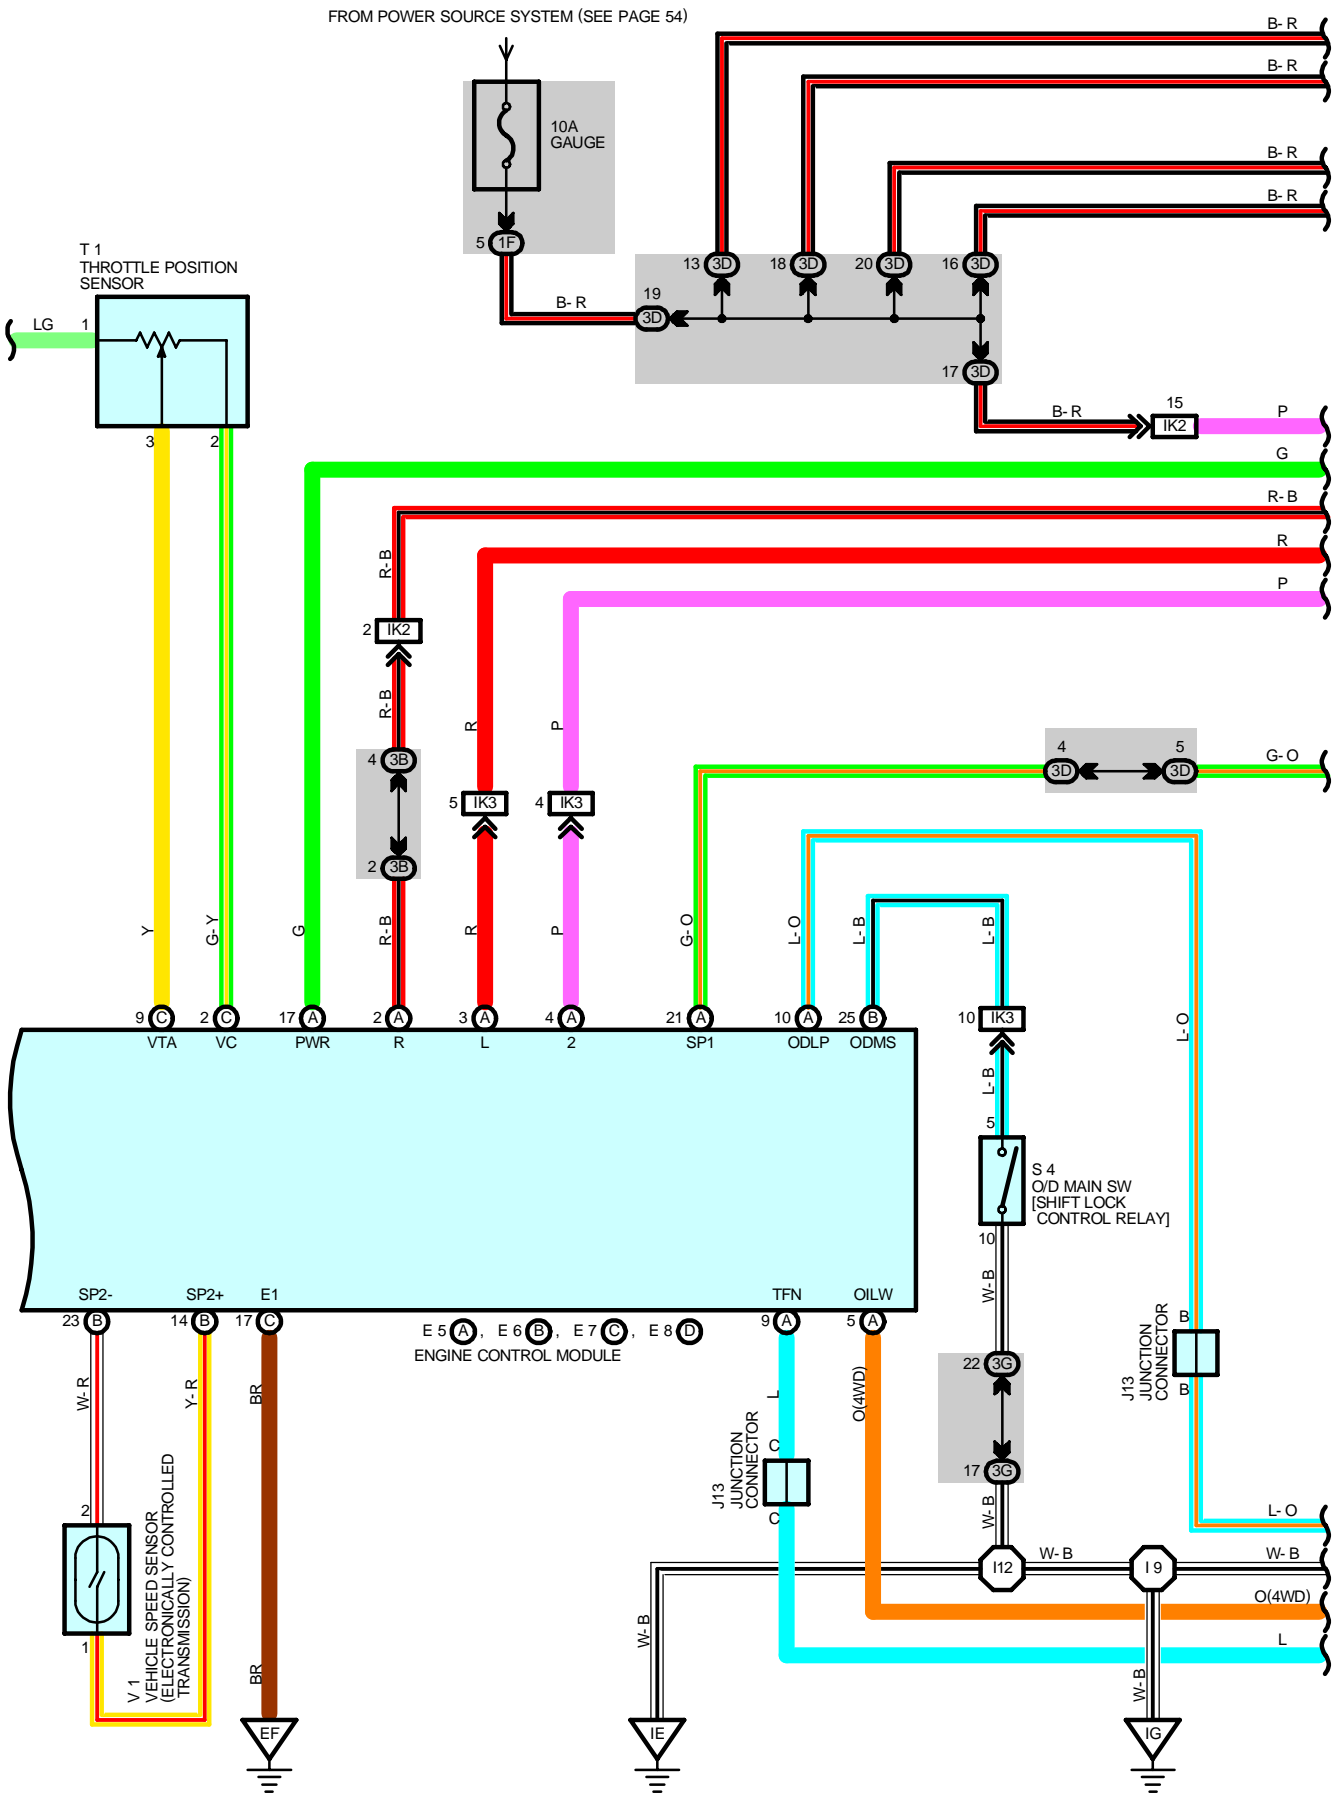 FROM POWER SOURCE SYSTEM (SEE PAGE 54)
B- R
B- R
10A
GAUGE
B- R
B- R
5 1F
T 1
THROTTLE POSITION
SENSOR
13 3D
18 3D
20 3D
16 3D
19
3D
B- R
LG
1
17 3D
B- R
15
IK2
P
3
2
G
R- B
R
P
R- B
2 IK2
R- B
R
P
4 3B
4
3D
5
3D
G- O
5 IK3
4 IK3
2 3B
Y
G- Y
G
R- B
R
P
G- O
L- O
L- B
L- B
9 C
2 C
17 A
2 A
3 A
4 A
21 A
10 A
25 B
10 IK3
VTA
VC
PWR
R
L
2
SP1
ODLP
ODMS
L- O
L- B
5
S 4
O/D MAIN SW
[SHIFT LOCK
CONTROL RELAY]
10
W- B
SP2-
SP2+
E1
TFN
OILW
23 B
14 B
17 C
9 A
5 A
E 5 A , E 6 B , E 7 C , E 8 D
ENGINE CONTROL MODULE
B
J13
JUNCTION
CONNECTOR
B
22 3G
W- R
Y- R
BR
L
O(4WD)
C
J13
JUNCTION
CONNECTOR
C
17 3G
W- B
2
V 1
VEHICLE SPEED SENSOR
(ELECTRONICALLY CONTROLLED
TRANSMISSION)
1
L- O
I12
W- B
I 9
W- B
O(4WD)
W- B
L
BR
W- B
EF
IE
IG